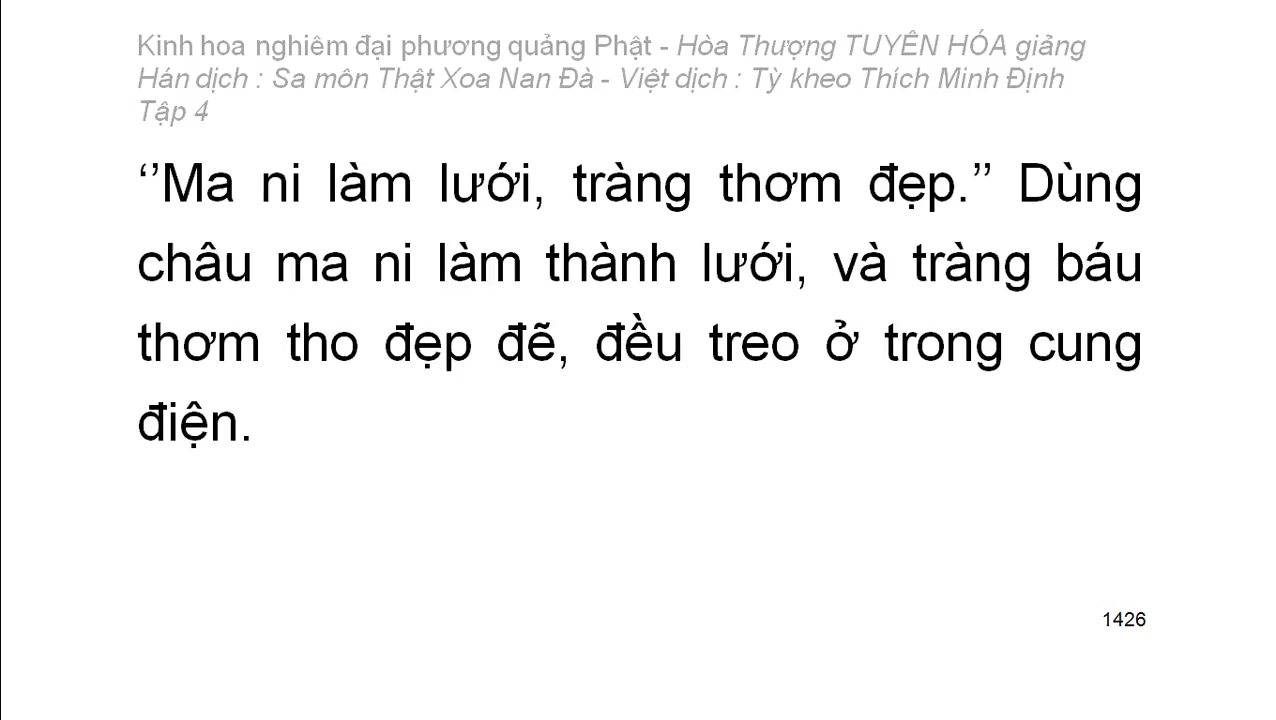 Kinh hoa nghiêm đại phương quảng Phật - Hòa Thượng TUYÊN HÓA giảng
Hán dịch : Sa môn Thật Xoa Nan Đà - Việt dịch : Tỳ kheo Thích Minh Định
Tập 4
‘’Ma ni làm lưới, tràng thơm đẹp.’’ Dùng
châu ma ni làm thành lưới, và tràng báu
thơm tho đẹp đẽ, đều treo ở trong cung
điện.
1426